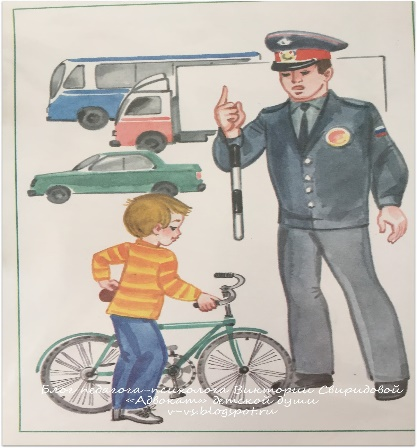 Блог педагога-психолога Виктории Свиридовой
«Адвокат» детской души
v-vs.blogspot.ru